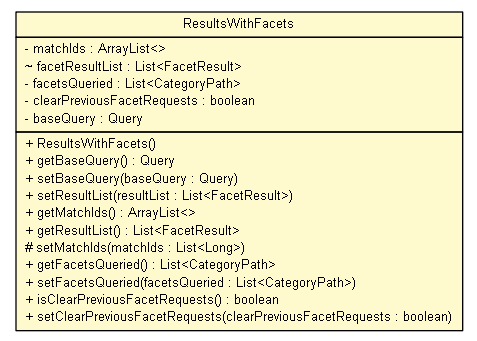 ResultsWithFacets
- matchIds : ArrayList<>
~ facetResultList : List<FacetResult>
- facetsQueried : List<CategoryPath>
- clearPreviousFacetRequests : boolean
- baseQuery : Query
+ ResultsWithFacets()
+ getBaseQuery() : Query
+ setBaseQuery(baseQuery : Query)
+ setResultList(resultList : List<FacetResult>)
+ getMatchIds() : ArrayList<>
+ getResultList() : List<FacetResult>
# setMatchIds(matchIds : List<Long>)
+ getFacetsQueried() : List<CategoryPath>
+ setFacetsQueried(facetsQueried : List<CategoryPath>)
+ isClearPreviousFacetRequests() : boolean
+ setClearPreviousFacetRequests(clearPreviousFacetRequests : boolean)